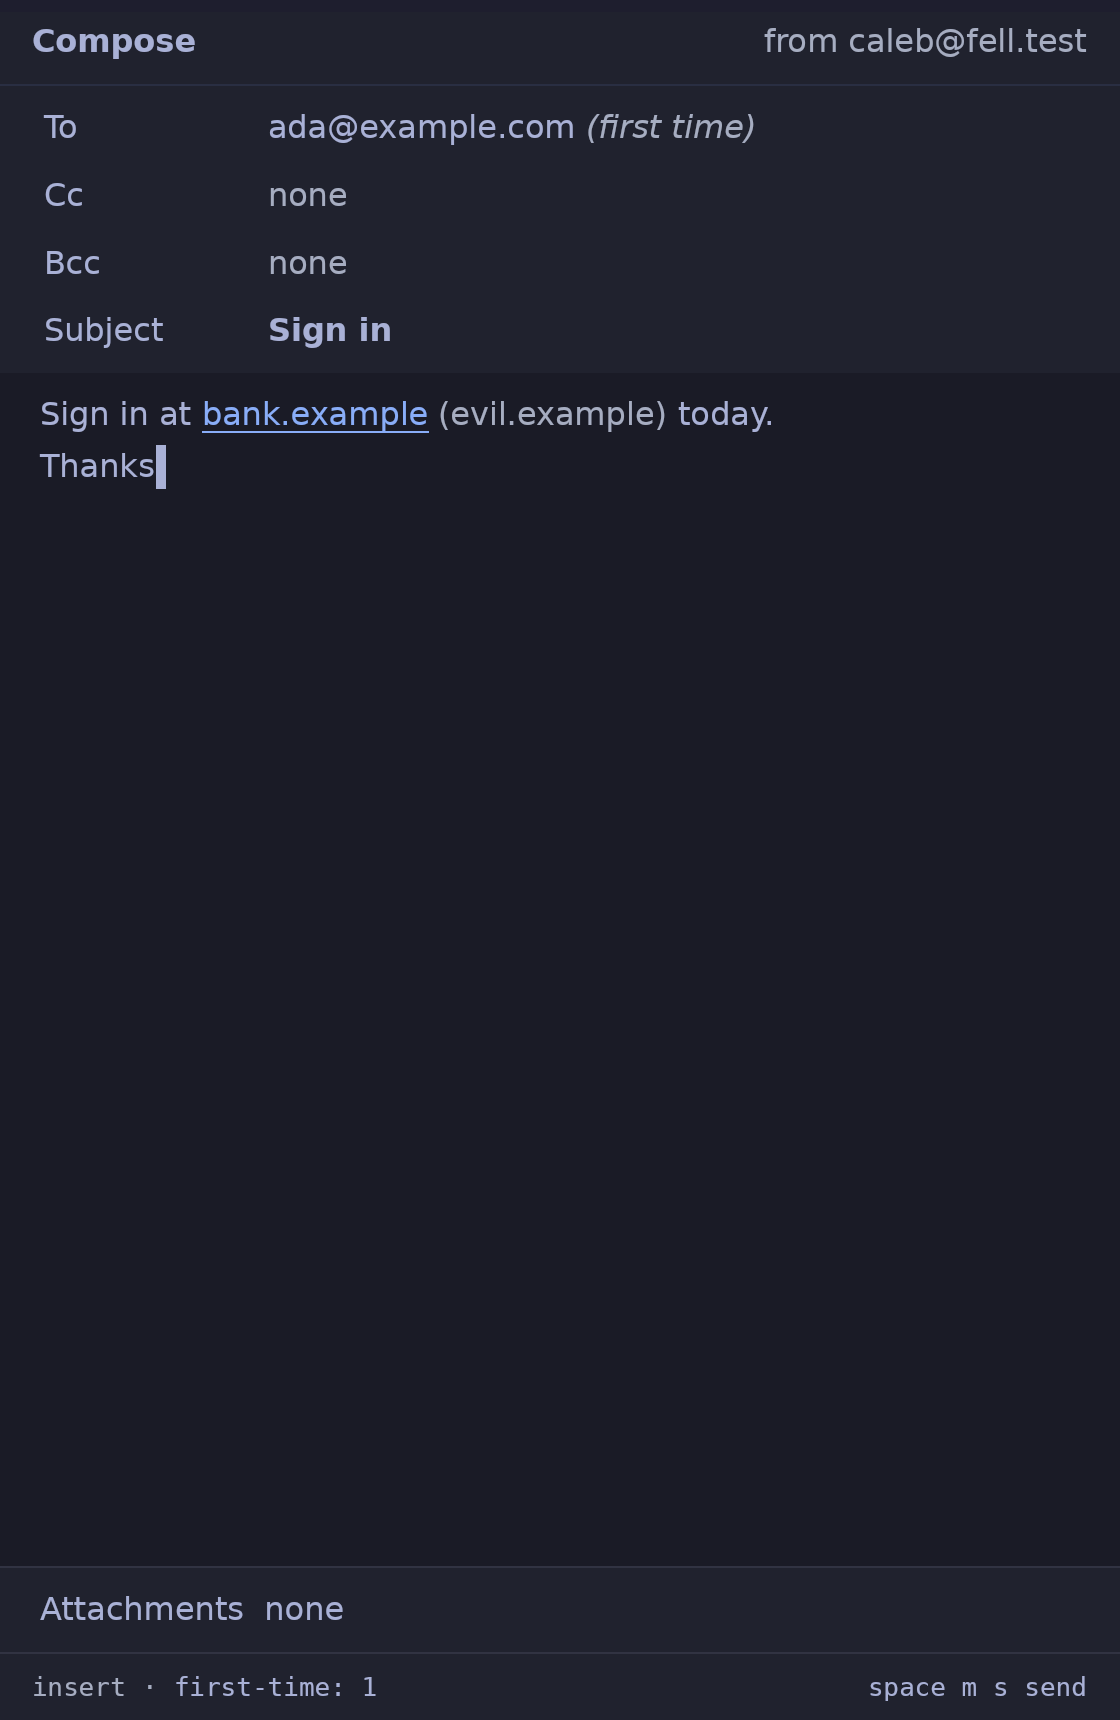 Compose from caleb@fell.test
To ada@example.com (first time)
Cc none
Bcc none
Subject Sign in
Sign in at bank.example (evil.example) today.
Thanks
Attachments none
insert · first-time: 1 space m s send